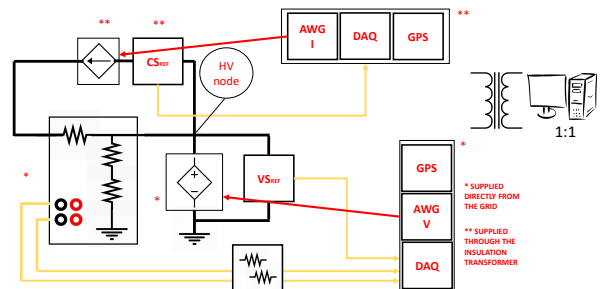 **
**
**
AWG
I
DAQ
GPS
CSREF
HV
node
1:1
*
*
GPS
VSREF
+
−
*
AWG
V
DAQ
* SUPPLIED
DIRECTLY FROM
THE GRID
** SUPPLIED
THROUGH THE
INSULATION
TRANSFORMER